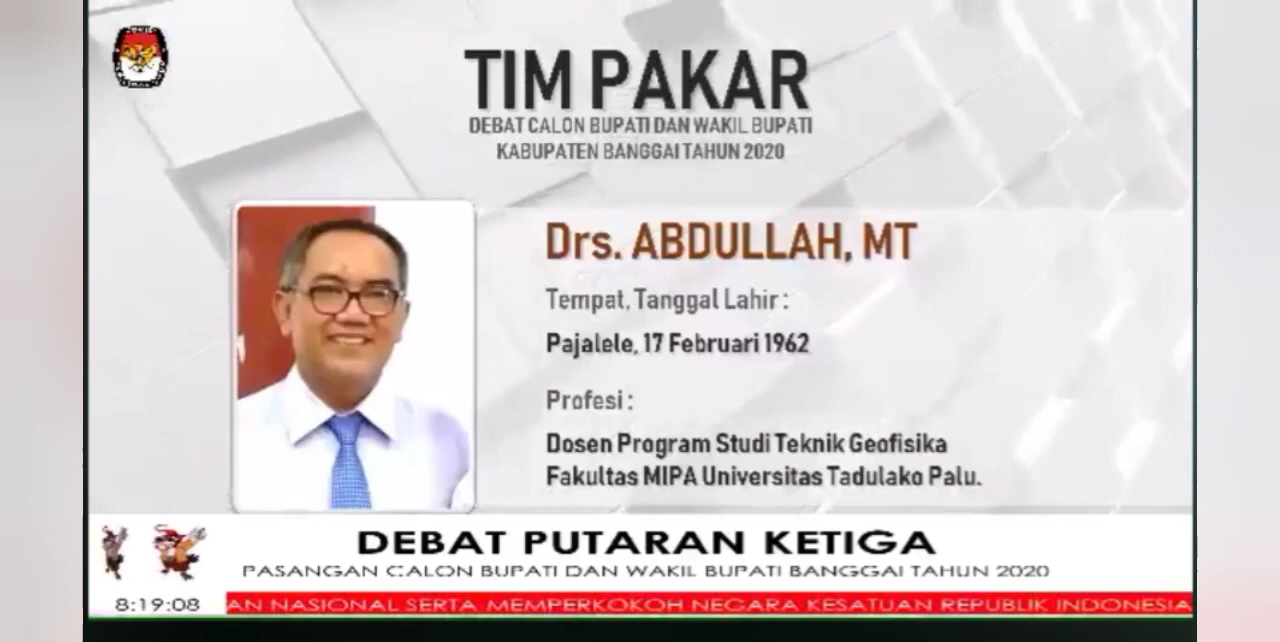 TIM PAKAR
DEBAT CALON BUPATI DAN WAKIL BUPATI
KABUPATEN BANGGAI TAHUN 2020
Drs. ABDULLAH, MT
Tempat, Tanggal Lahir :
Pajalele, 17 Februari 1962
Profesi :
Dosen Program Studi Teknik Geofisika
Fakultas MIPA Universitas Tadulako Palu.
DEBAT PUTARAN KETIGA
PASANGAN CALON BUPATI DAN WAKIL BUPATI BANGGAI TAHUN 2020
8:19:08 AN NASIONAL SERTA MEMPERKOKOH NEGARA KESATUAN REPUBLIK INDONESIA